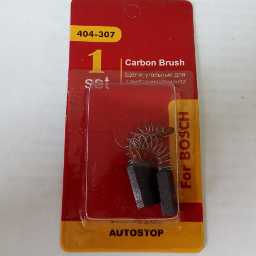 404-307
1
set
Carbon Brush
Щетки угольные для
For BOSCH
AUTOSTOP